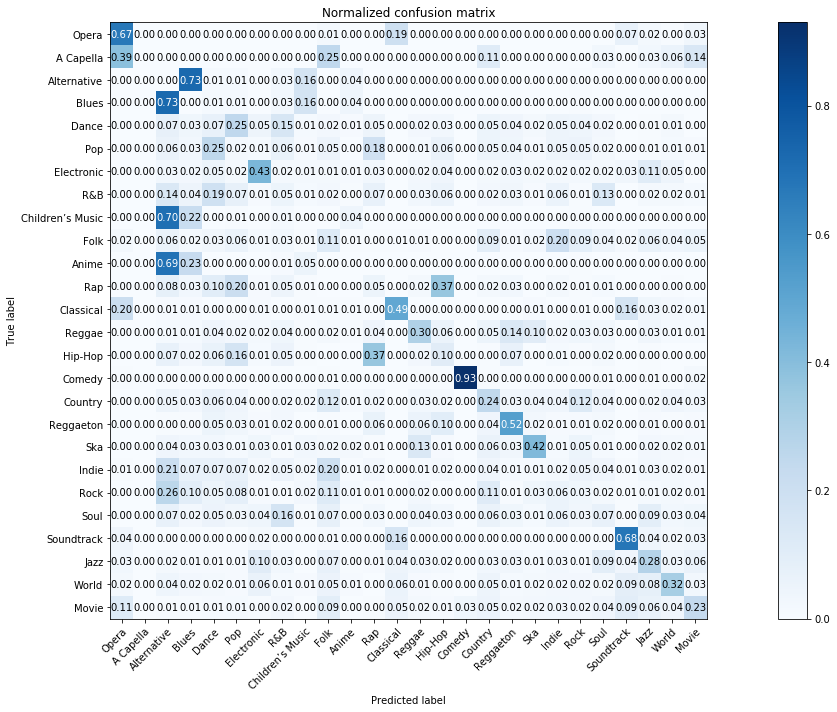 Normalized confusion matrix
Opera 0.67 0.00 0.00 0.00 0.00 0.00 0.00 0.00 0.00 0.01 0.00 0.00 0.19 0.00 0.00 0.00 0.00 0.00 0.00 0.00 0.00 0.00 0.07 0.02 0.00 0.03
A Capella 0.39 0.00 0.00 0.00 0.00 0.00 0.00 0.00 0.00 0.25 0.00 0.00 0.00 0.00 0.00 0.00 0.11 0.00 0.00 0.00 0.00 0.03 0.00 0.03 0.06 0.14
Alternative 0.00 0.00 0.00 0.73 0.01 0.01 0.00 0.03 0.16 0.00 0.04 0.00 0.00 0.00 0.00 0.00 0.00 0.00 0.00 0.00 0.00 0.00 0.00 0.00 0.00 0.00
Blues 0.00 0.00 0.73 0.00 0.01 0.01 0.00 0.03 0.16 0.00 0.04 0.00 0.00 0.00 0.00 0.00 0.00 0.00 0.00 0.00 0.00 0.00 0.00 0.00 0.00 0.00
Dance 0.00 0.00 0.07 0.03 0.07 0.25 0.05 0.15 0.01 0.02 0.01 0.05 0.00 0.02 0.03 0.00 0.05 0.04 0.02 0.05 0.04 0.02 0.00 0.01 0.01 0.00
Pop 0.00 0.00 0.06 0.03 0.25 0.02 0.01 0.06 0.01 0.05 0.00 0.18 0.00 0.01 0.06 0.00 0.05 0.04 0.01 0.05 0.05 0.02 0.00 0.01 0.01 0.01
Electronic 0.00 0.00 0.03 0.02 0.05 0.02 0.43 0.02 0.01 0.01 0.01 0.03 0.00 0.02 0.04 0.00 0.00 0.02 0.03 0.02 0.02 0.02 0.03 0.11 0.05 0.00
R&B 0.00 0.00 0.14 0.04 0.19 0.07 0.01 0.05 0.01 0.02 0.00 0.07 0.00 0.03 0.06 0.00 0.02 0.03 0.01 0.06 0.01 0.13 0.00 0.02 0.02 0.01
Children's Music 0.00 0.00 0.70 0.22 0.00 0.01 0.00 0.01 0.00 0.00 0.04 0.00 0.00 0.00 0.00 0.00 0.00 0.00 0.00 0.00 0.00 0.00 0.00 0.00 0.00 0.00
Folk 0.02 0.00 0.06 0.02 0.03 0.06 0.01 0.03 0.01 0.11 0.01 0.00 0.01 0.01 0.00 0.00 0.09 0.01 0.02 0.20 0.09 0.04 0.02 0.06 0.04 0.05
Anime 0.00 0.00 0.69 0.23 0.00 0.00 0.00 0.01 0.05 0.00 0.00 0.00 0.00 0.00 0.00 0.00 0.00 0.00 0.00 0.00 0.00 0.00 0.00 0.00 0.00 0.00
Rap 0.00 0.00 0.08 0.03 0.10 0.20 0.01 0.05 0.01 0.00 0.00 0.05 0.00 0.02 0.37 0.00 0.02 0.03 0.00 0.02 0.01 0.01 0.00 0.00 0.00 0.00
Classical 0.20 0.00 0.01 0.01 0.00 0.00 0.01 0.00 0.01 0.01 0.01 0.00 0.49 0.00 0.00 0.00 0.00 0.00 0.01 0.01 0.00 0.01 0.16 0.03 0.02 0.01
Reggae 0.00 0.00 0.01 0.01 0.04 0.02 0.02 0.04 0.00 0.02 0.01 0.04 0.00 0.30 0.06 0.00 0.05 0.14 0.10 0.02 0.03 0.03 0.00 0.03 0.01 0.01
Hip-Hop 0.00 0.00 0.07 0.02 0.06 0.16 0.01 0.05 0.00 0.00 0.00 0.37 0.00 0.02 0.10 0.00 0.00 0.07 0.00 0.01 0.00 0.02 0.00 0.00 0.00 0.00
Comedy 0.00 0.00 0.00 0.00 0.00 0.00 0.00 0.00 0.00 0.00 0.00 0.00 0.00 0.00 0.00 0.93 0.00 0.00 0.00 0.00 0.00 0.01 0.00 0.01 0.00 0.02
Country 0.00 0.00 0.05 0.03 0.06 0.04 0.00 0.02 0.02 0.12 0.01 0.02 0.00 0.03 0.02 0.00 0.24 0.03 0.04 0.04 0.12 0.04 0.00 0.02 0.04 0.03
Reggaeton 0.00 0.00 0.00 0.00 0.05 0.03 0.01 0.02 0.00 0.01 0.00 0.06 0.00 0.06 0.10 0.00 0.04 0.52 0.02 0.01 0.01 0.02 0.00 0.01 0.00 0.01
Ska 0.00 0.00 0.04 0.03 0.03 0.01 0.03 0.01 0.03 0.02 0.02 0.01 0.00 0.13 0.01 0.00 0.06 0.03 0.42 0.01 0.05 0.01 0.00 0.02 0.02 0.01
Indie 0.01 0.00 0.21 0.07 0.07 0.07 0.02 0.05 0.02 0.20 0.01 0.02 0.00 0.01 0.02 0.00 0.04 0.01 0.01 0.02 0.05 0.04 0.01 0.03 0.02 0.01
Rock 0.00 0.00 0.26 0.10 0.05 0.08 0.01 0.01 0.02 0.11 0.01 0.01 0.00 0.02 0.00 0.00 0.11 0.01 0.03 0.06 0.03 0.02 0.01 0.01 0.02 0.01
Soul 0.00 0.00 0.07 0.02 0.05 0.03 0.04 0.16 0.01 0.07 0.00 0.03 0.00 0.04 0.03 0.00 0.06 0.03 0.01 0.06 0.03 0.07 0.00 0.09 0.03 0.04
Soundtrack 0.04 0.00 0.00 0.00 0.00 0.00 0.02 0.00 0.00 0.01 0.00 0.00 0.16 0.00 0.00 0.00 0.00 0.00 0.00 0.00 0.00 0.00 0.68 0.04 0.02 0.03
Jazz 0.03 0.00 0.02 0.01 0.01 0.01 0.10 0.03 0.00 0.07 0.00 0.01 0.04 0.03 0.02 0.00 0.03 0.03 0.01 0.03 0.01 0.09 0.04 0.28 0.03 0.06
World 0.02 0.00 0.04 0.02 0.02 0.01 0.06 0.01 0.01 0.05 0.01 0.00 0.06 0.01 0.00 0.00 0.05 0.01 0.02 0.02 0.02 0.02 0.09 0.08 0.32 0.03
Movie 0.11 0.00 0.01 0.01 0.01 0.01 0.00 0.02 0.00 0.09 0.00 0.00 0.05 0.02 0.01 0.03 0.05 0.02 0.02 0.03 0.02 0.04 0.09 0.06 0.04 0.23
Opera A Capella Alternative Blues Dance Pop Electronic R&B Children's Music Folk Anime Rap Classical Reggae Hip-Hop Comedy Country Reggaeton Ska Indie Rock Soul Soundtrack Jazz World Movie
Predicted label
True label
0.8
0.6
0.4
0.2
0.0